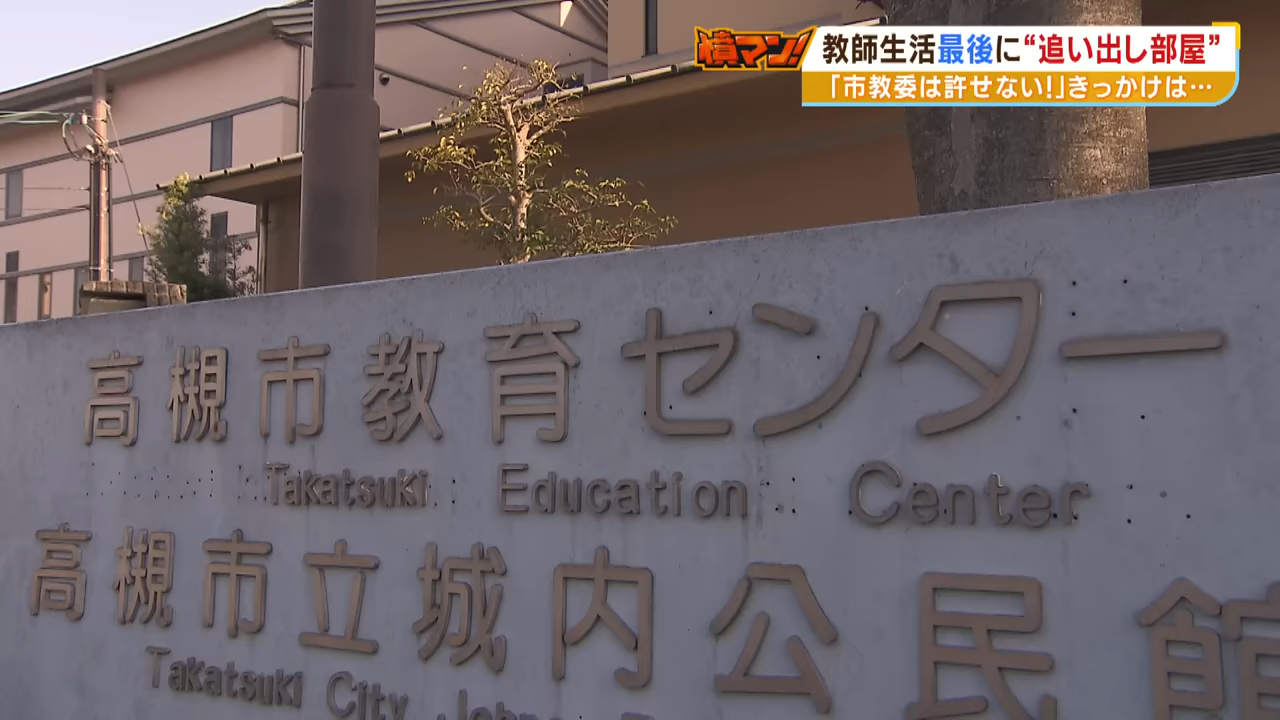 憤マン!
教師生活最後に“追い出し部屋”
「市教委は許せない!」きっかけは…
高槻市教育センター
Takatsuki Education Center
高槻市立城内公民館
Takatsuki City